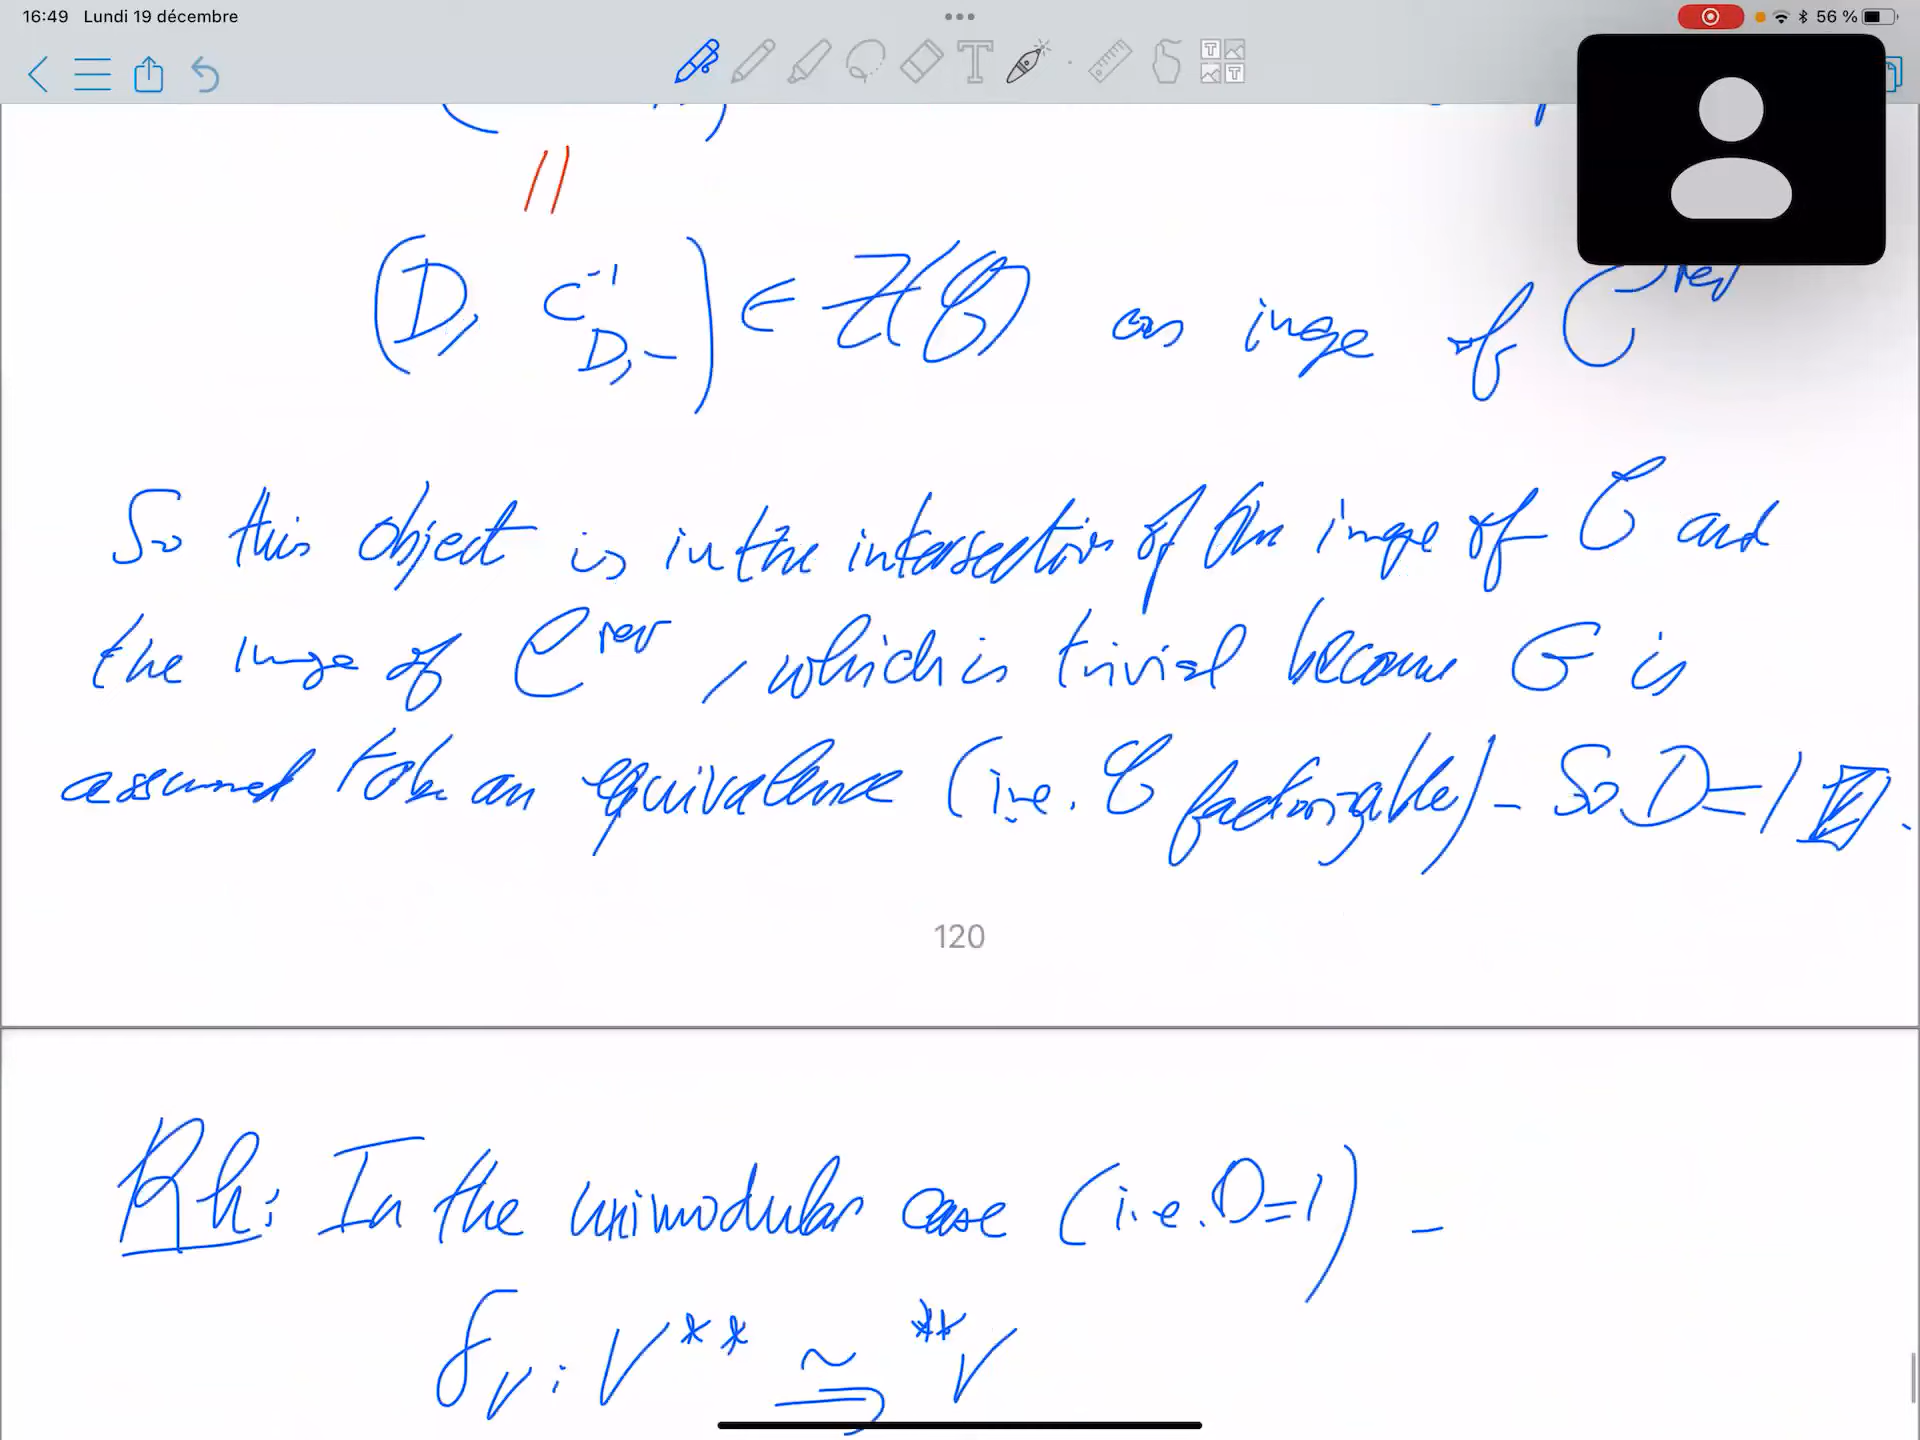 16:49 Lundi 19 décembre
56 %
(D, c⁻¹_{D,-}) ∈ Z(C) as image of C^rev
So this object is in the intersection of the image of C and
the image of C^rev, which is trivial because G is
assumed to be an equivalence (i.e. C factorizable) - So D=1
120
Rk: In the unimodular case (i.e. D=1) -
δ_V : V** ≃ **V